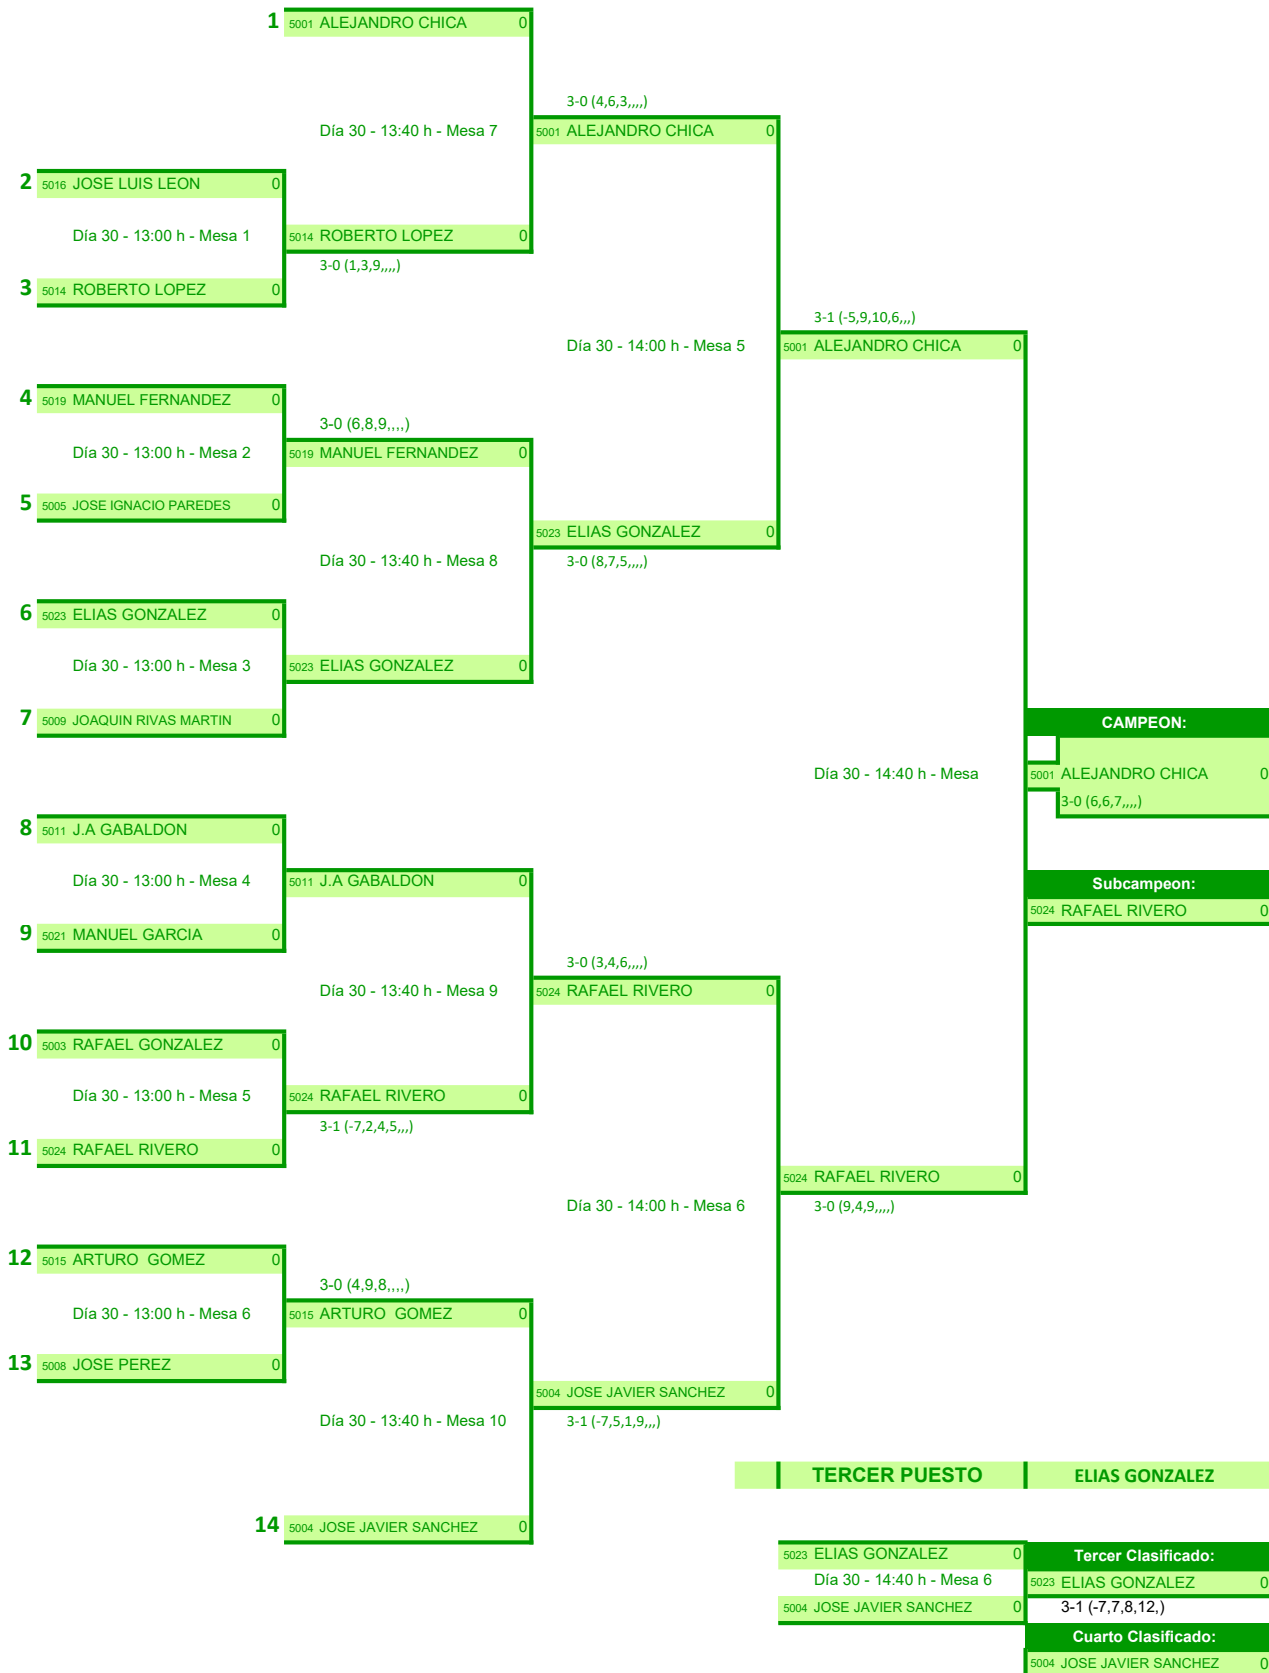 1 5001 ALEJANDRO CHICA 0
3-0 (4,6,3,,,,)
Día 30 - 13:40 h - Mesa 7
5001 ALEJANDRO CHICA 0
2 5016 JOSE LUIS LEON 0
Día 30 - 13:00 h - Mesa 1
5014 ROBERTO LOPEZ 0
3-0 (1,3,9,,,,)
3 5014 ROBERTO LOPEZ 0
3-1 (-5,9,10,6,,,)
Día 30 - 14:00 h - Mesa 5
5001 ALEJANDRO CHICA 0
4 5019 MANUEL FERNANDEZ 0
3-0 (6,8,9,,,,)
Día 30 - 13:00 h - Mesa 2
5019 MANUEL FERNANDEZ 0
5 5005 JOSE IGNACIO PAREDES 0
5023 ELIAS GONZALEZ 0
Día 30 - 13:40 h - Mesa 8
3-0 (8,7,5,,,,)
6 5023 ELIAS GONZALEZ 0
Día 30 - 13:00 h - Mesa 3
5023 ELIAS GONZALEZ 0
7 5009 JOAQUIN RIVAS MARTIN 0
CAMPEON:
Día 30 - 14:40 h - Mesa
5001 ALEJANDRO CHICA 0
3-0 (6,6,7,,,,)
8 5011 J.A GABALDON 0
Día 30 - 13:00 h - Mesa 4
5011 J.A GABALDON 0
Subcampeon:
5024 RAFAEL RIVERO 0
9 5021 MANUEL GARCIA 0
3-0 (3,4,6,,,,)
Día 30 - 13:40 h - Mesa 9
5024 RAFAEL RIVERO 0
10 5003 RAFAEL GONZALEZ 0
Día 30 - 13:00 h - Mesa 5
5024 RAFAEL RIVERO 0
3-1 (-7,2,4,5,,,)
11 5024 RAFAEL RIVERO 0
5024 RAFAEL RIVERO 0
Día 30 - 14:00 h - Mesa 6
3-0 (9,4,9,,,,)
12 5015 ARTURO  GOMEZ 0
3-0 (4,9,8,,,,)
Día 30 - 13:00 h - Mesa 6
5015 ARTURO  GOMEZ 0
13 5008 JOSE PEREZ 0
5004 JOSE JAVIER SANCHEZ 0
Día 30 - 13:40 h - Mesa 10
3-1 (-7,5,1,9,,,)
TERCER PUESTO ELIAS GONZALEZ
14 5004 JOSE JAVIER SANCHEZ 0
5023 ELIAS GONZALEZ 0
Tercer Clasificado:
Día 30 - 14:40 h - Mesa 6
5023 ELIAS GONZALEZ 0
5004 JOSE JAVIER SANCHEZ 0
3-1 (-7,7,8,12,)
Cuarto Clasificado:
5004 JOSE JAVIER SANCHEZ 0